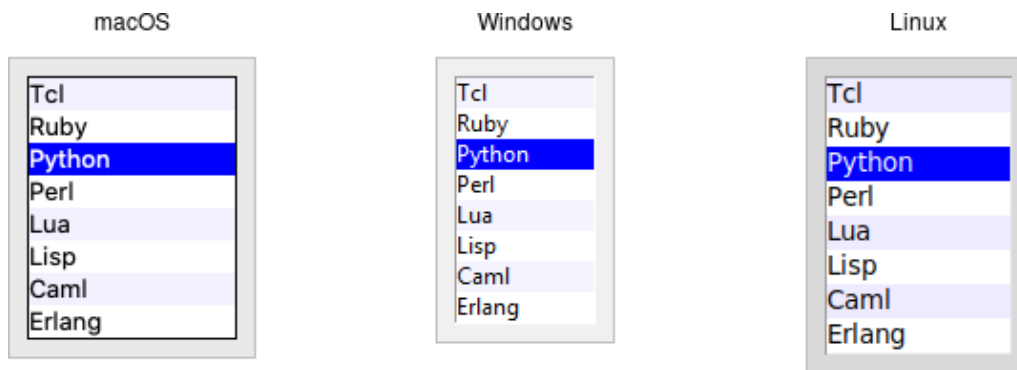 macOS
Tcl
Ruby
Python
Perl
Lua
Lisp
Caml
Erlang
Windows
Tcl
Ruby
Python
Perl
Lua
Lisp
Caml
Erlang
Linux
Tcl
Ruby
Python
Perl
Lua
Lisp
Caml
Erlang